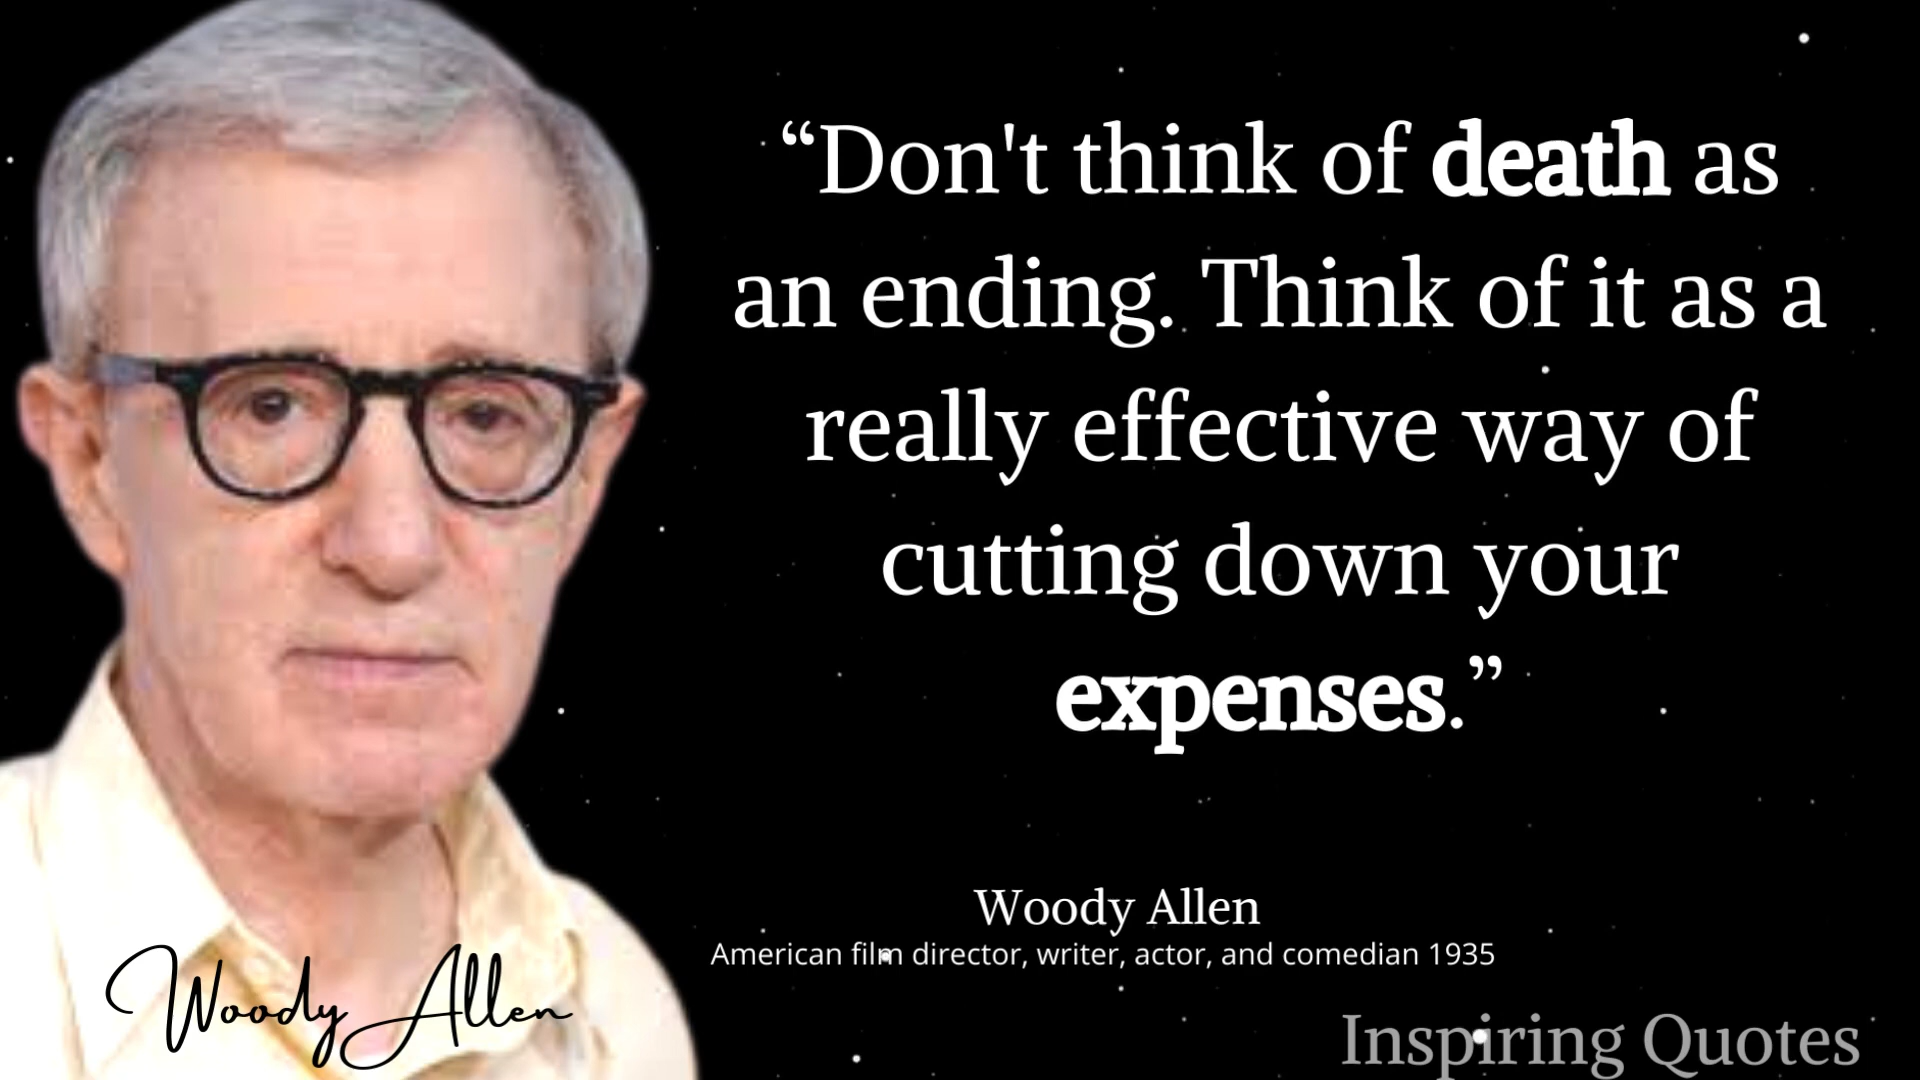 “Don't think of death as
an ending. Think of it as a
really effective way of
cutting down your
expenses.”
Woody Allen
American film director, writer, actor, and comedian 1935
Woody Allen
Inspiring Quotes